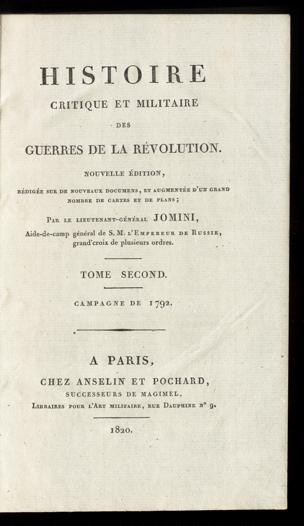 HISTOIRE
CRITIQUE ET MILITAIRE
DES
GUERRES DE LA RÉVOLUTION.
NOUVELLE ÉDITION,
RÉDIGÉE SUR DE NOUVEAUX DOCUMENS, ET AUGMENTÉE D'UN GRAND
NOMBRE DE CARTES ET DE PLANS;
PAR LE LIEUTENANT-GÉNÉRAL JOMINI,
Aide-de-camp général de S. M. L'EMPEREUR DE RUSSIE,
grand'croix de plusieurs ordres.
TOME SECOND.
CAMPAGNE DE 1792.
A PARIS,
CHEZ ANSELIN ET POCHARD,
SUCCESSEURS DE MAGIMEL,
LIBRAIRES POUR L'ART MILITAIRE, RUE DAUPHINE N° 9.
1820.